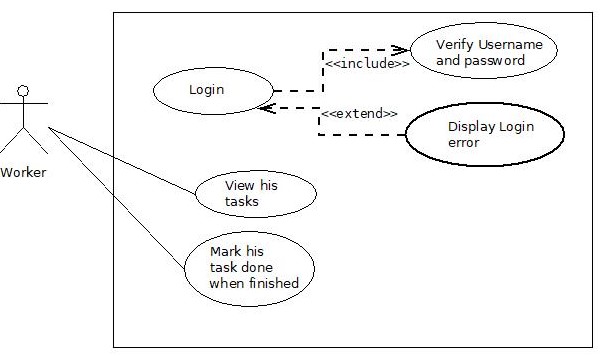 Verify Username
and password
<<include>>
Login
<<extend>>
Display Login
error
Worker
View his
tasks
Mark his
task done
when finished